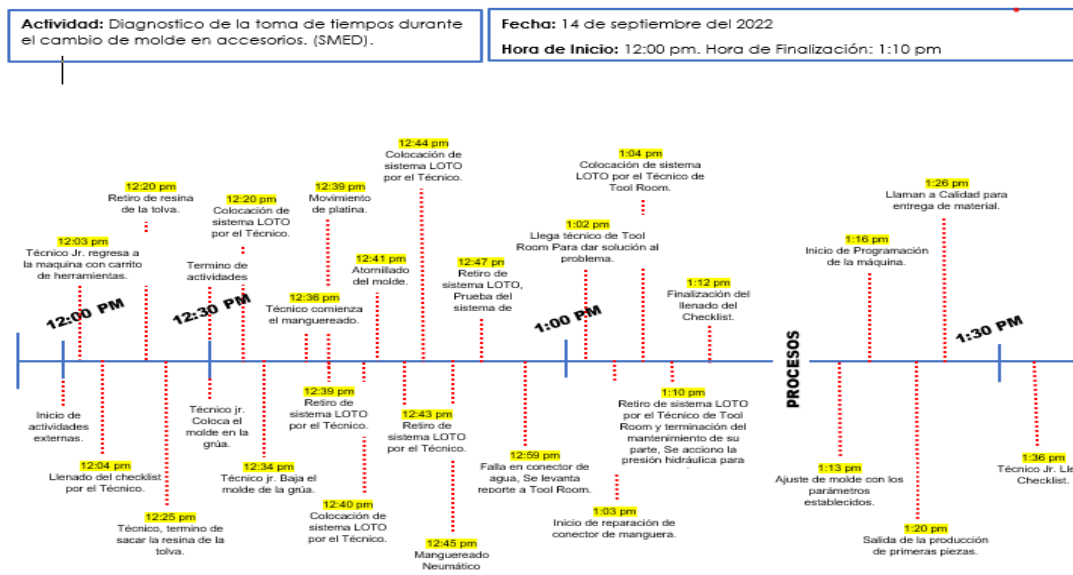 Actividad: Diagnostico de la toma de tiempos durante
el cambio de molde en accesorios. (SMED).
Fecha: 14 de septiembre del 2022
Hora de Inicio: 12:00 pm. Hora de Finalización: 1:10 pm
12:03 pm
Técnico Jr. regresa a
la maquina con carrito
de herramientas.
12:20 pm
Retiro de resina
de la tolva.
12:20 pm
Colocación de
sistema LOTO
por el Técnico.
Termino de
actividades
12:36 pm
Técnico comienza
el manguereado.
12:39 pm
Movimiento
de platina.
12:41 pm
Atornillado
del molde.
12:44 pm
Colocación de
sistema LOTO
por el Técnico.
12:47 pn
Retiro de
sistema LOTO,
Prueba del
sistema de
1:02 pm
Llega técnico de Tool
Room Para dar solución al
problema.
1:04 pm
Colocación de sistema
LOTO por el Técnico de
Tool Room.
1:12 pm
Finalización del
llenado del
Checklist.
1:16 pm
Inicio de Programación
de la máquina.
1:26 pm
Llaman a Calidad para
entrega de material.
12:00 PM
12:30 PM
1:00 PM
PROCESOS
1:30 PM
Inicio de
actividades
externas.
12:04 pm
Llenado del checklist
por el Técnico.
12:25 pm
Técnico, termino de
sacar la resina de la
tolva.
Técnico jr.
Coloca el
molde en la
grúa.
12:34 pm
Técnico jr. Baja el
molde de la grúa.
12:39 pm
Retiro de
sistema LOTO
por el Técnico.
12:40 pm
Colocación de
sistema LOTO
por el Técnico.
12:43 pm
Retiro de
sistema LOTO
por el Técnico.
12:45 pm
Manguereado
Neumático
12:59 pm
Falla en conector de
agua, Se levanta
reporte a Tool Room.
1:03 pm
Inicio de reparación de
conector de manguera.
1:10 pm
Retiro de sistema LOTO
por el Técnico de Tool
Room y terminación del
mantenimiento de su
parte, Se acciono la
presión hidráulica para
1:13 pm
Ajuste de molde con los
parámetros
establecidos.
1:20 pm
Salida de la producción
de primeras piezas.
1:36 pm
Técnico Jr. Lle
Checklist.